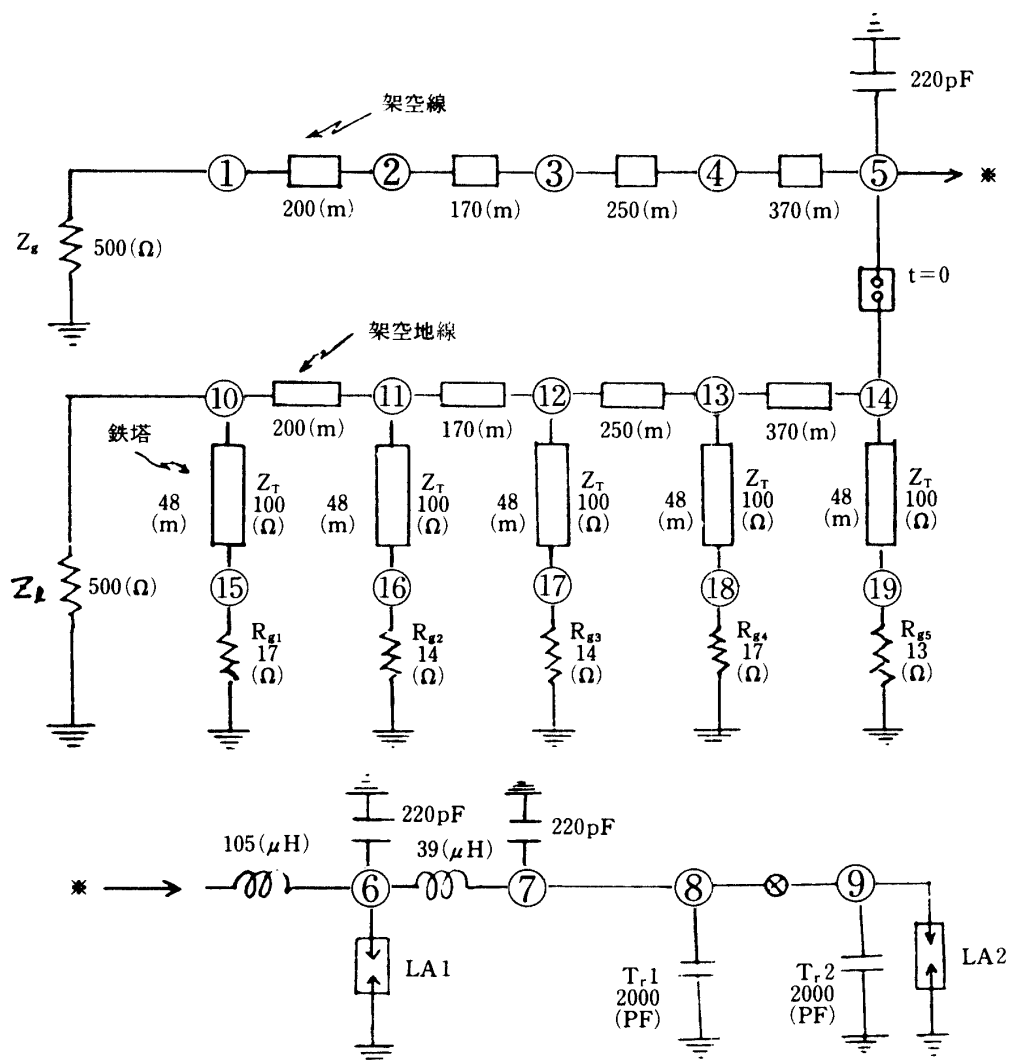 220pF
架空線
① ② ③ ④ ⑤ ※
200(m) 170(m) 250(m) 370(m)
Zg 500(Ω)
t=0
架空地線
⑩ ⑪ ⑫ ⑬ ⑭
200(m) 170(m) 250(m) 370(m)
鉄塔
48(m) ZT 100(Ω) 48(m) ZT 100(Ω) 48(m) ZT 100(Ω) 48(m) ZT 100(Ω) 48(m) ZT 100(Ω)
Zl 500(Ω)
⑮ ⑯ ⑰ ⑱ ⑲
Rg1 17(Ω) Rg2 14(Ω) Rg3 14(Ω) Rg4 17(Ω) Rg5 13(Ω)
220pF 220pF
105(μH) 39(μH)
※ ⑥ ⑦ ⑧ ⑨
LA1 Tr1 2000(PF) Tr2 2000(PF) LA2